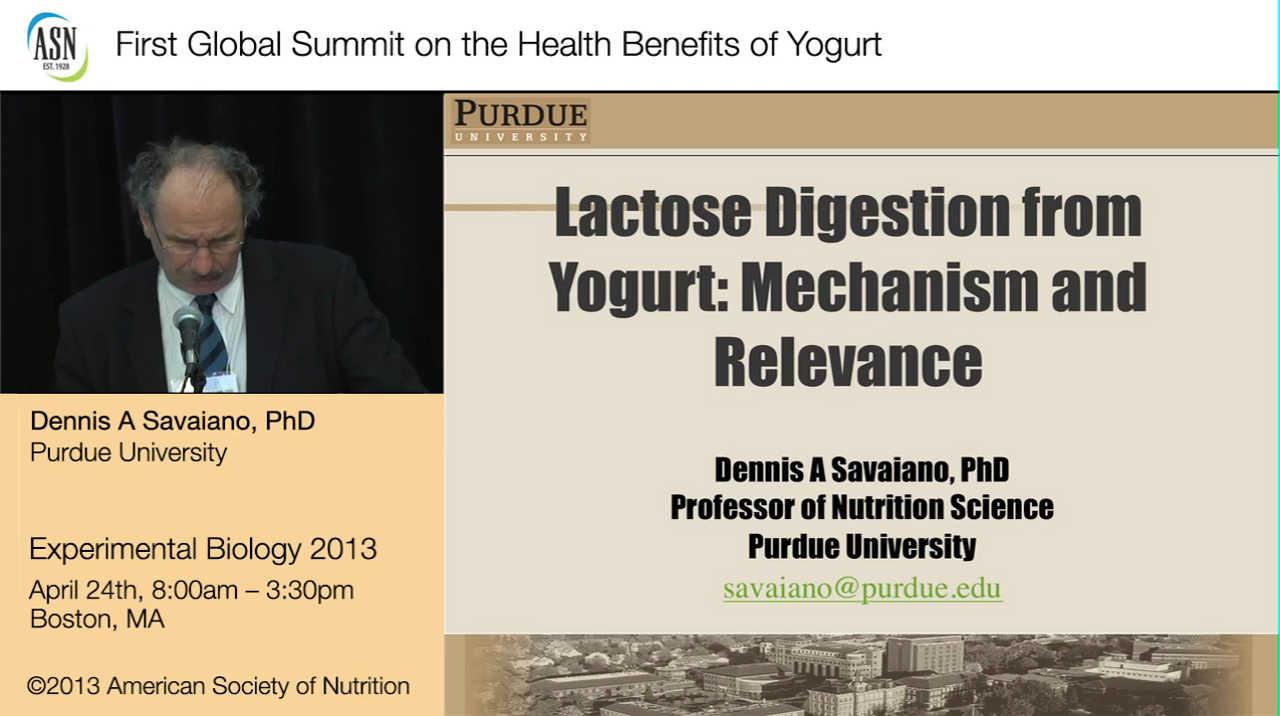 ASN
EST. 1928
First Global Summit on the Health Benefits of Yogurt
PURDUE
UNIVERSITY
Lactose Digestion from
Yogurt: Mechanism and
Relevance
Dennis A Savaiano, PhD
Professor of Nutrition Science
Purdue University
savaiano@purdue.edu
Dennis A Savaiano, PhD
Purdue University
Experimental Biology 2013
April 24th, 8:00am – 3:30pm
Boston, MA
©2013 American Society of Nutrition